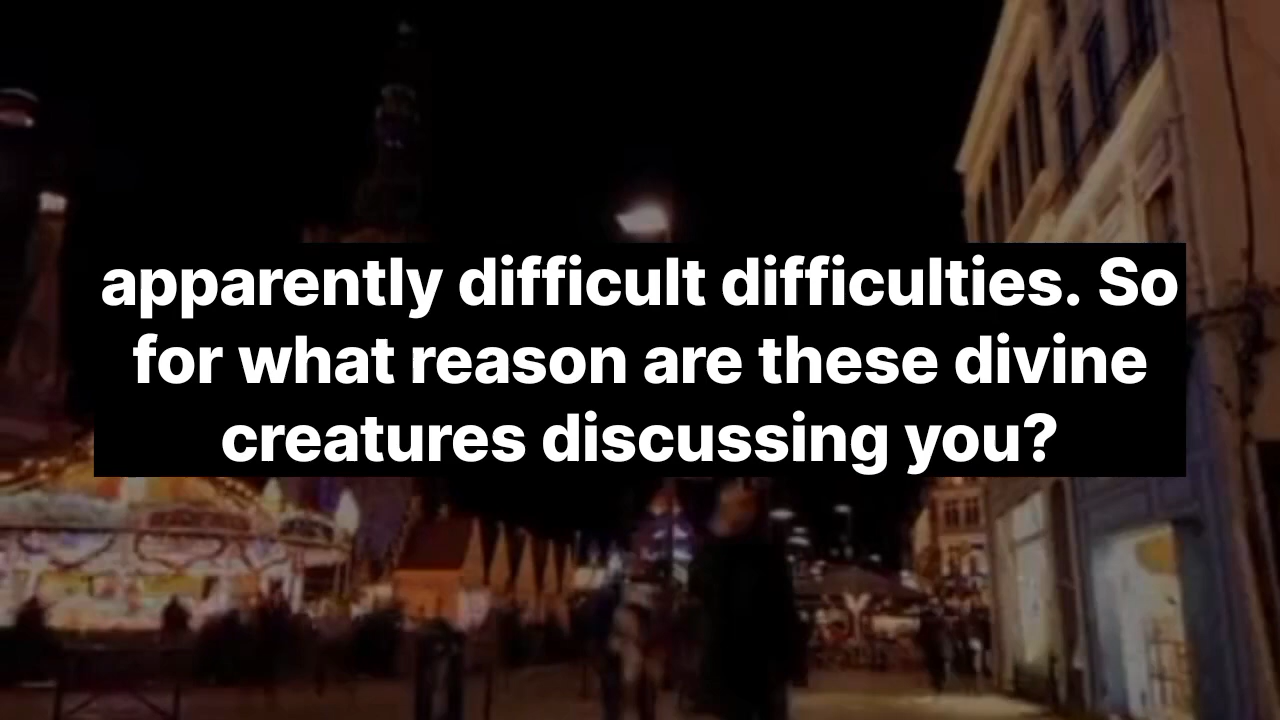 apparently difficult difficulties. So
for what reason are these divine
creatures discussing you?